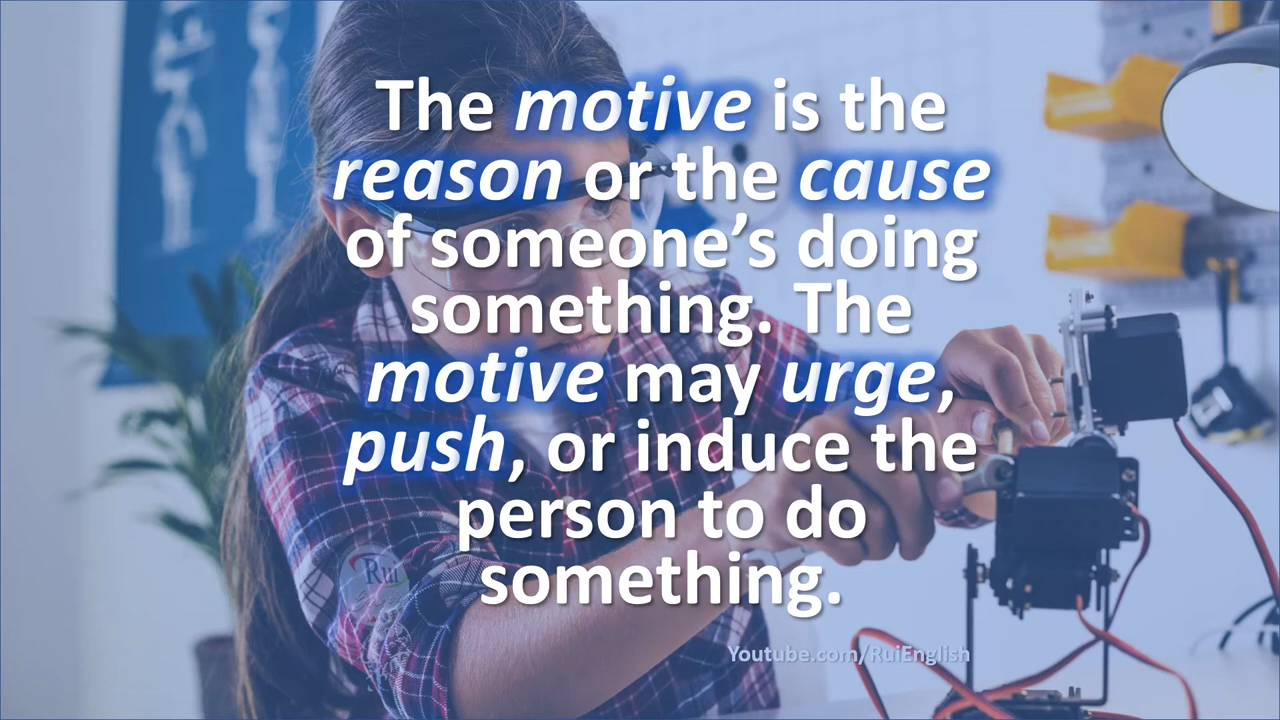 The motive is the
reason or the cause
of someone’s doing
something. The
motive may urge,
push, or induce the
person to do
something.
Rui
Youtube.com/RuiEnglish